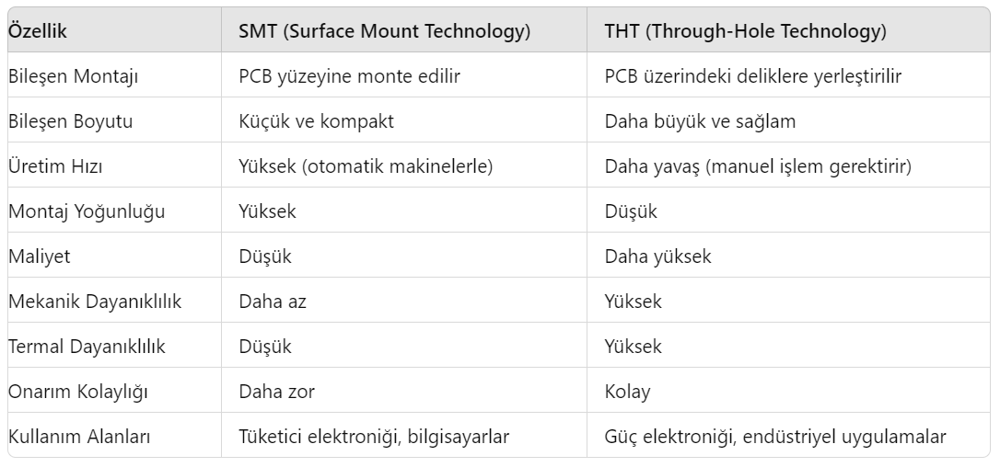 Özellik SMT (Surface Mount Technology) THT (Through-Hole Technology)
Bileşen Montajı PCB yüzeyine monte edilir PCB üzerindeki deliklere yerleştirilir
Bileşen Boyutu Küçük ve kompakt Daha büyük ve sağlam
Üretim Hızı Yüksek (otomatik makinelerle) Daha yavaş (manuel işlem gerektirir)
Montaj Yoğunluğu Yüksek Düşük
Maliyet Düşük Daha yüksek
Mekanik Dayanıklılık Daha az Yüksek
Termal Dayanıklılık Düşük Yüksek
Onarım Kolaylığı Daha zor Kolay
Kullanım Alanları Tüketici elektroniği, bilgisayarlar Güç elektroniği, endüstriyel uygulamalar